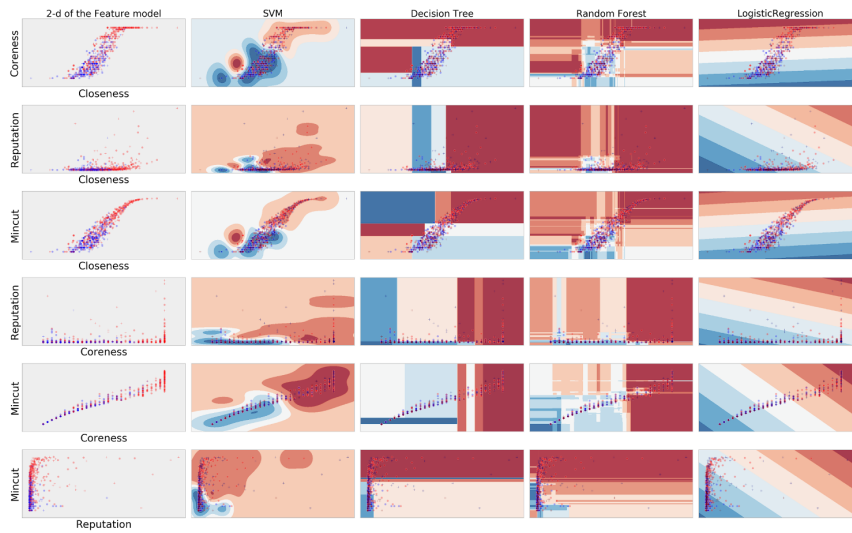 2-d of the Feature model SVM Decision Tree Random Forest LogisticRegression
Coreness
Closeness
Reputation
Closeness
Mincut
Closeness
Reputation
Coreness
Mincut
Coreness
Mincut
Reputation